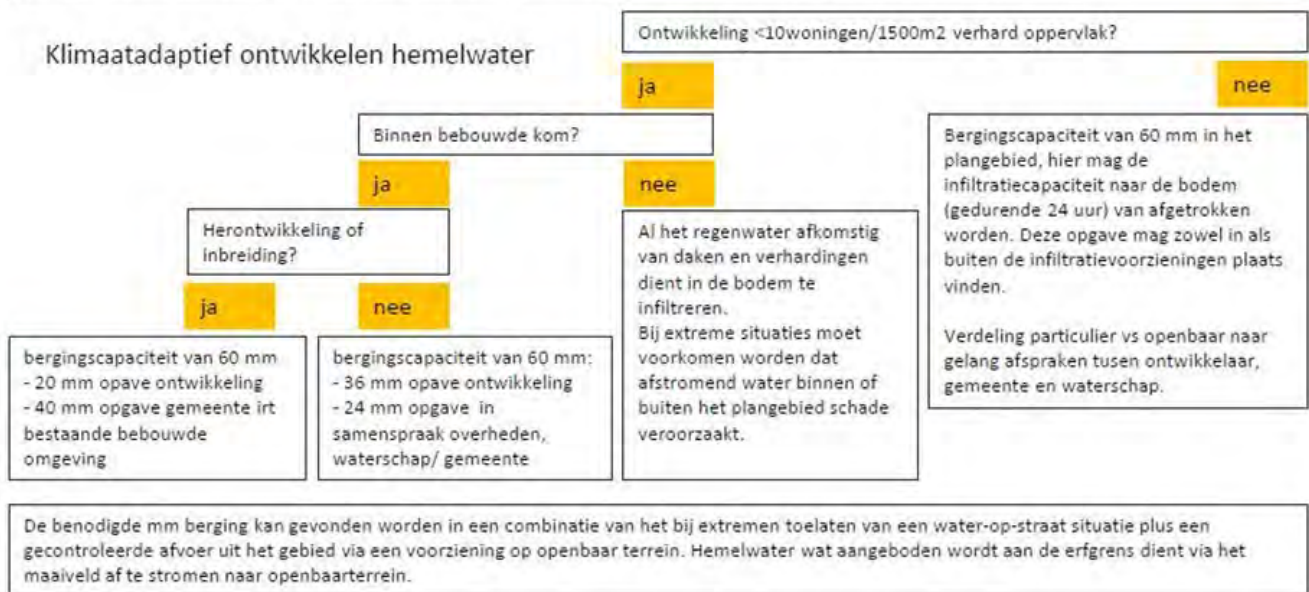 Klimaatadaptief ontwikkelen hemelwater
Ontwikkeling <10woningen/1500m2 verhard oppervlak?
ja
nee
Binnen bebouwde kom?
ja
nee
Herontwikkeling of
inbreiding?
ja
nee
bergingscapaciteit van 60 mm
- 20 mm opave ontwikkeling
- 40 mm opgave gemeente irt
bestaande bebouwde
omgeving
bergingscapaciteit van 60 mm:
- 36 mm opave ontwikkeling
- 24 mm opgave in
samenspraak overheden,
waterschap/ gemeente
Al het regenwater afkomstig
van daken en verhardingen
dient in de bodem te
infiltreren.
Bij extreme situaties moet
voorkomen worden dat
afstromend water binnen of
buiten het plangebied schade
veroorzaakt.
Bergingscapaciteit van 60 mm in het
plangebied, hier mag de
infiltratiecapaciteit naar de bodem
(gedurende 24 uur) van afgetrokken
worden. Deze opgave mag zowel in als
buiten de infiltratievoorzieningen plaats
vinden.
Verdeling particulier vs openbaar naar
gelang afspraken tusen ontwikkelaar,
gemeente en waterschap.
De benodigde mm berging kan gevonden worden in een combinatie van het bij extremen toelaten van een water-op-straat situatie plus een
gecontroleerde afvoer uit het gebied via een voorziening op openbaar terrein. Hemelwater wat aangeboden wordt aan de erfgrens dient via het
maaiveld af te stromen naar openbaarterrein.